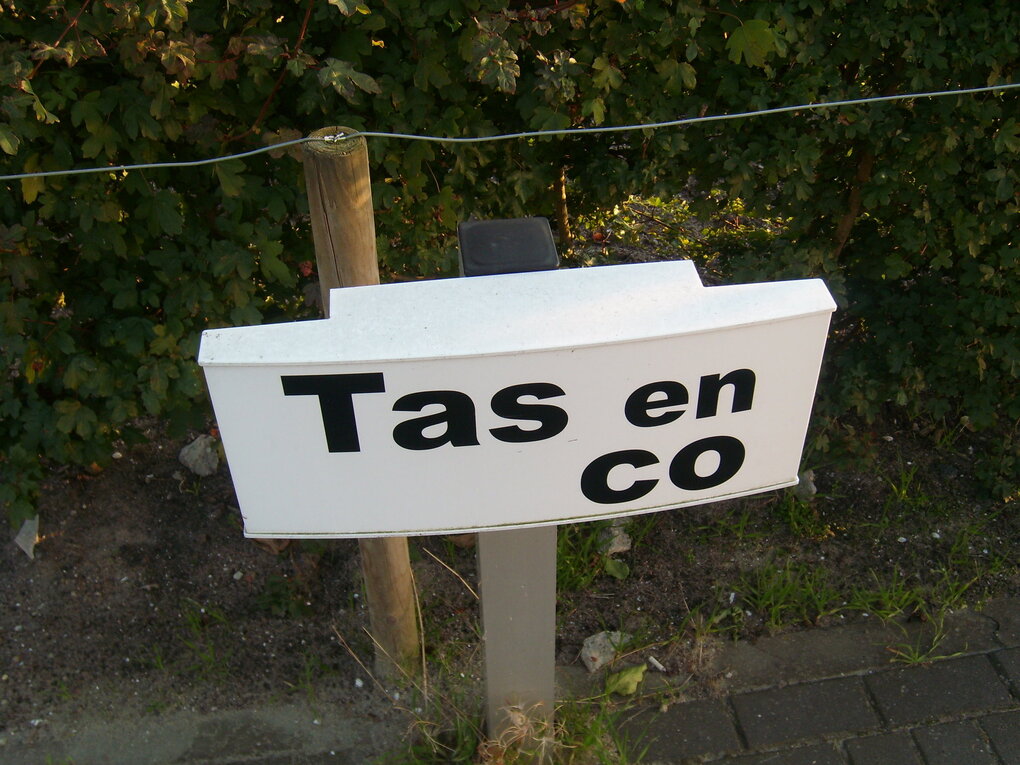 Tas en
co